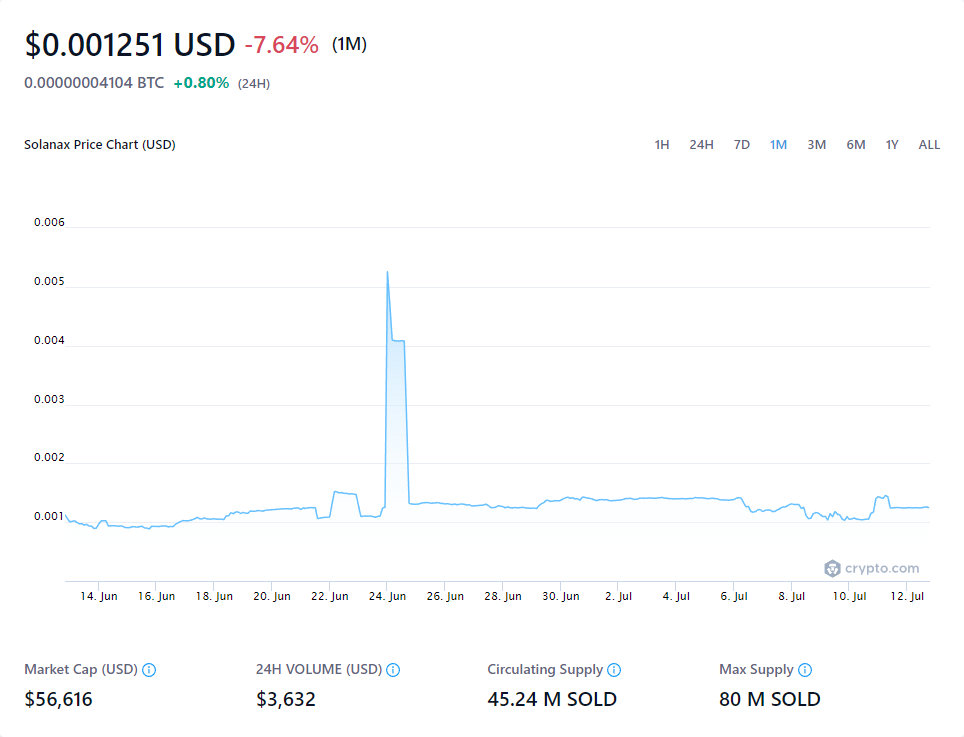 $0.001251 USD -7.64% (1M)
0.00000004104 BTC +0.80% (24H)
Solanax Price Chart (USD) 1H 24H 7D 1M 3M 6M 1Y ALL
0.006
0.005
0.004
0.003
0.002
0.001
crypto.com
14. Jun 16. Jun 18. Jun 20. Jun 22. Jun 24. Jun 26. Jun 28. Jun 30. Jun 2. Jul 4. Jul 6. Jul 8. Jul 10. Jul 12. Jul
Market Cap (USD) 24H VOLUME (USD) Circulating Supply Max Supply
$56,616 $3,632 45.24 M SOLD 80 M SOLD